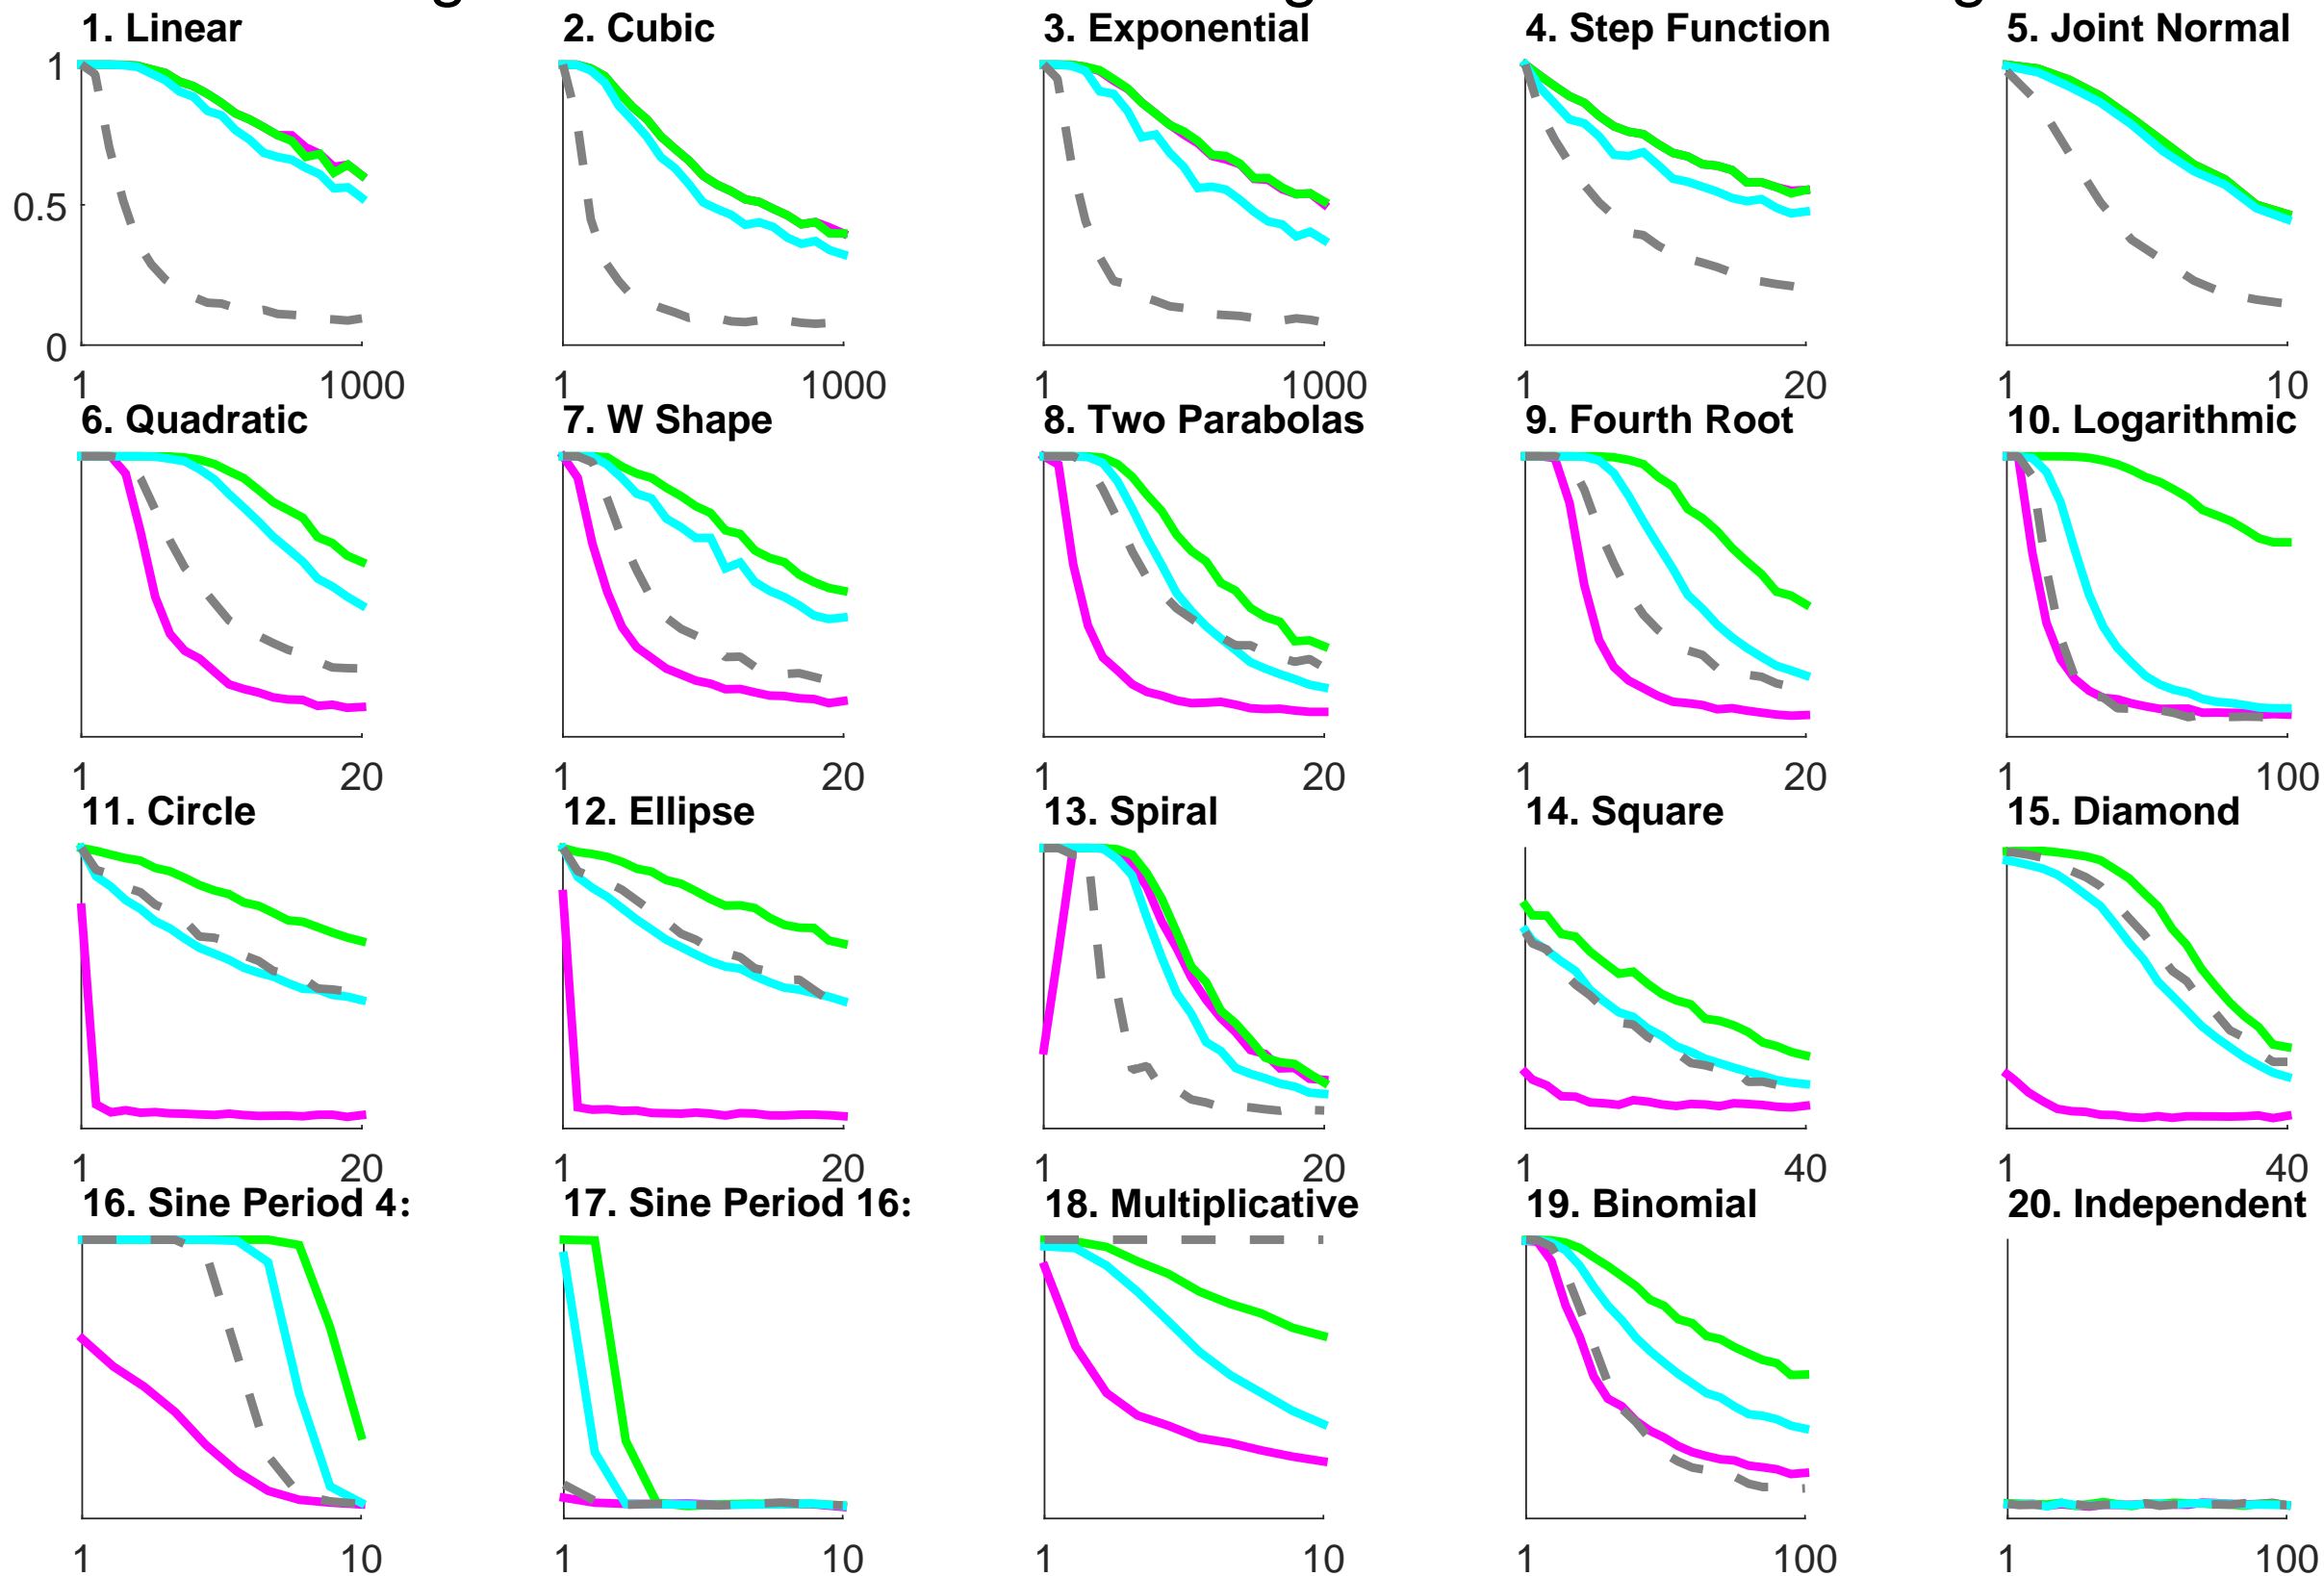 1. Linear 2. Cubic 3. Exponential 4. Step Function 5. Joint Normal
1
0.5
0
1 1000 1 1000 1 1000 1 20 1 10
6. Quadratic 7. W Shape 8. Two Parabolas 9. Fourth Root 10. Logarithmic
1 20 1 20 1 20 1 20 1 100
11. Circle 12. Ellipse 13. Spiral 14. Square 15. Diamond
1 20 1 20 1 20 1 40 1 40
16. Sine Period 4: 17. Sine Period 16: 18. Multiplicative 19. Binomial 20. Independent
1 10 1 10 1 10 1 100 1 100